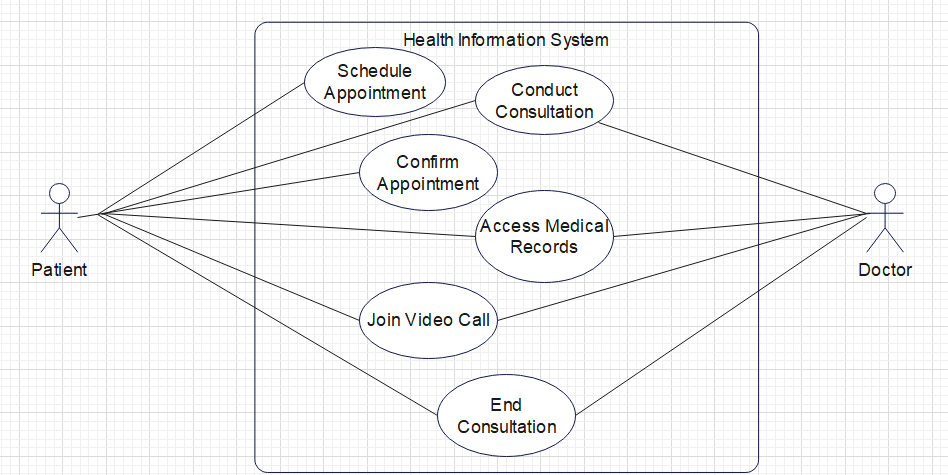 Health Information System
Schedule
Appointment
Conduct
Consultation
Confirm
Appointment
Access Medical
Records
Patient
Doctor
Join Video Call
End
Consultation